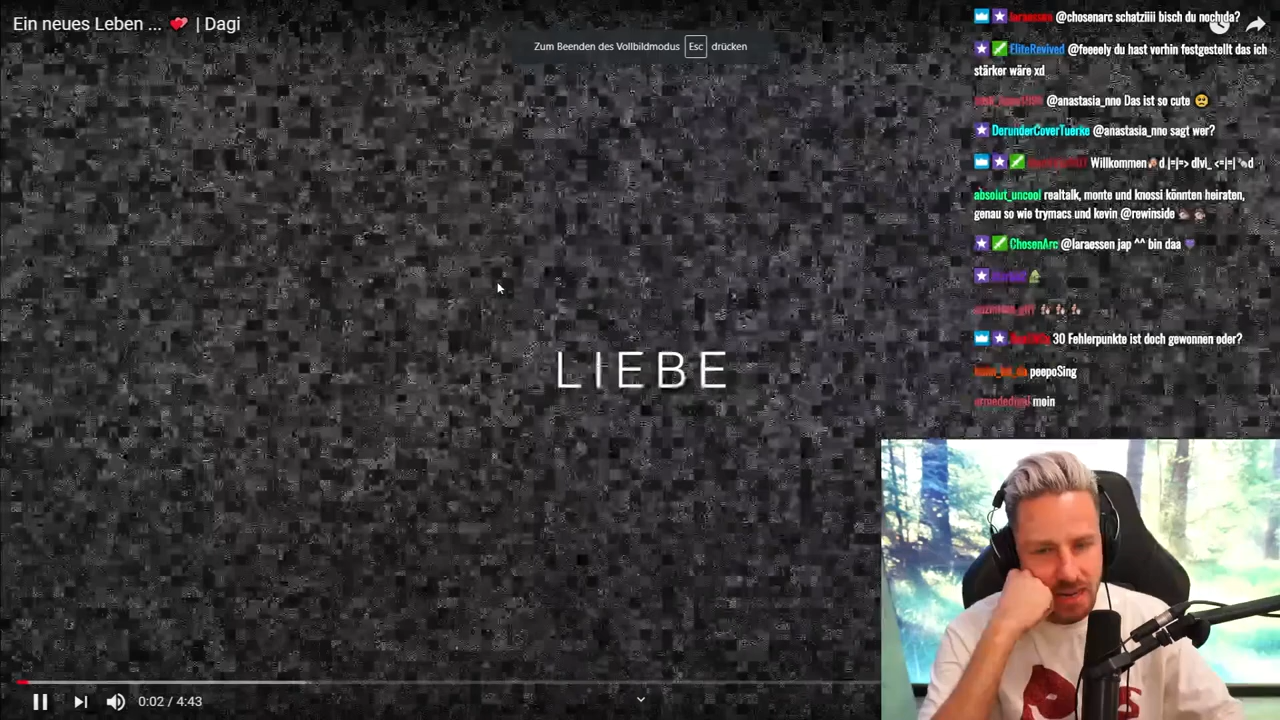 Ein neues Leben ... 💕 | Dagi
Zum Beenden des Vollbildmodus Esc drücken
LIEBE
0:02 / 4:43
@chosenarc schatziiii bisch du noch da?
EliteRevived @feeeely du hast vorhin festgestellt das ich
stärker wäre xd
@anastasia_nno Das ist so cute 🥺
DerunderCoverTuerke @anastasia_nno sagt wer?
Willkommen
absolut_uncool realtalk, monte und knossi könnten heiraten,
genau so wie trymacs und kevin @rewinside
ChosenArc @laraessen jap ^^ bin daa 💜
30 Fehlerpunkte ist doch gewonnen oder?
peepoSing
moin